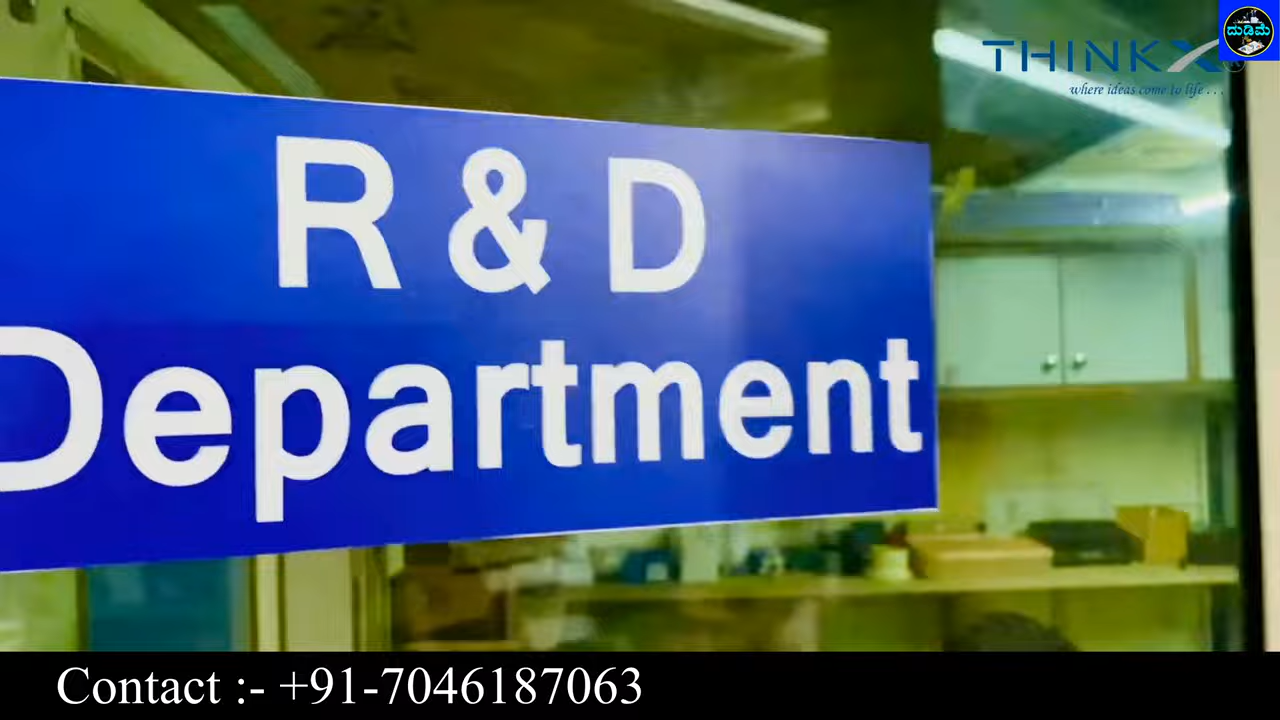 THINKX
where ideas come to life . . .
ದುಡಿಮೆ
R & D
Department
Contact :- +91-7046187063